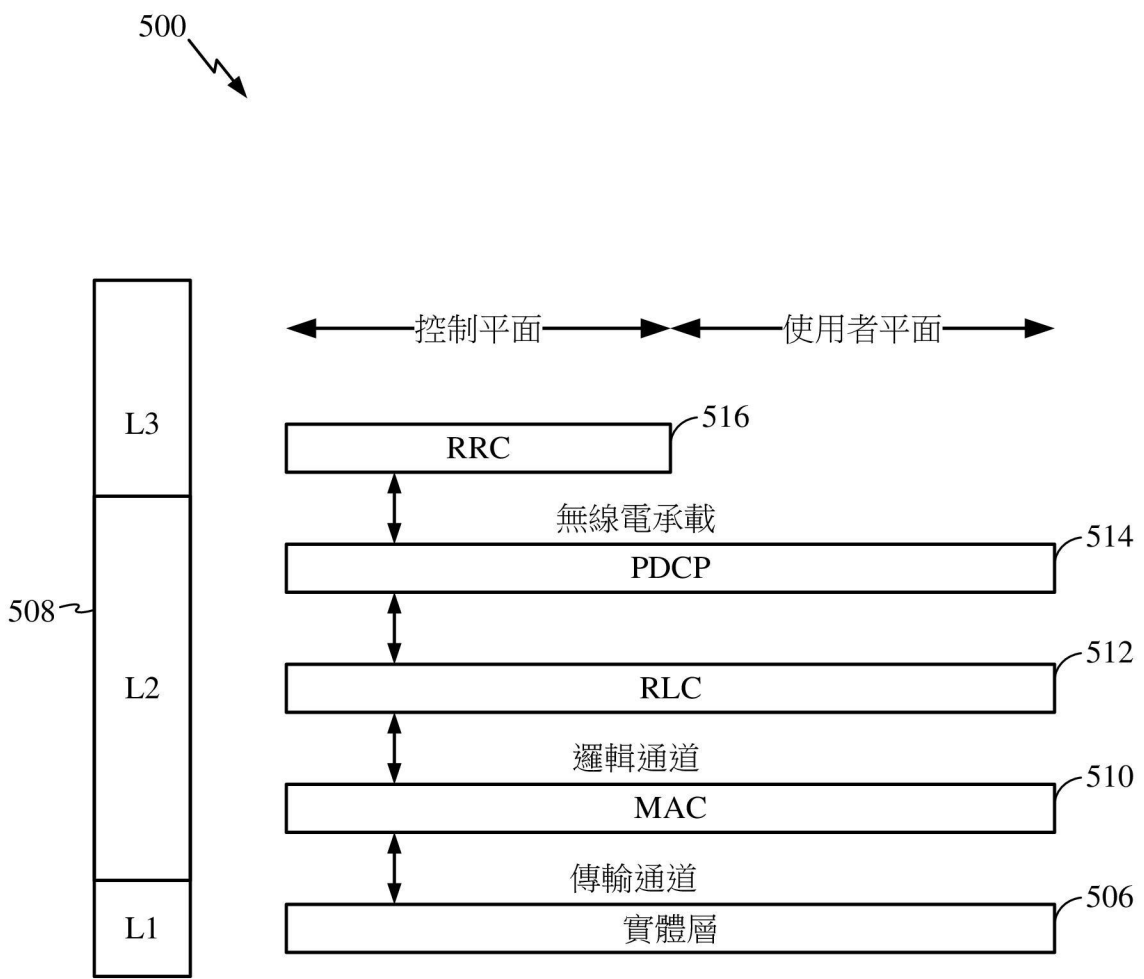 500
控制平面
使用者平面
L3
RRC
516
無線電承載
PDCP
514
508
L2
RLC
512
邏輯通道
MAC
510
傳輸通道
L1
實體層
506